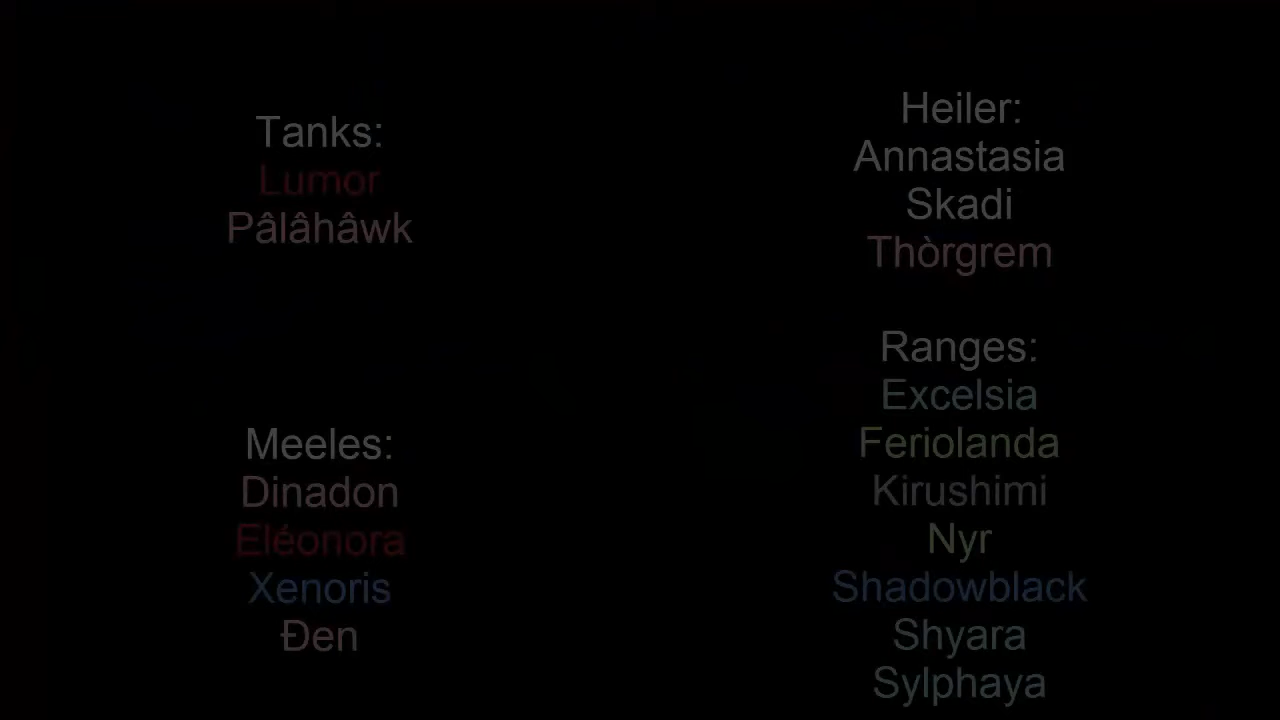 Tanks:
Lumor
Pâlâhâwk
Meeles:
Dinadon
Eléonora
Xenoris
Ðen
Heiler:
Annastasia
Skadi
Thòrgrem
Ranges:
Excelsia
Feriolanda
Kirushimi
Nyr
Shadowblack
Shyara
Sylphaya